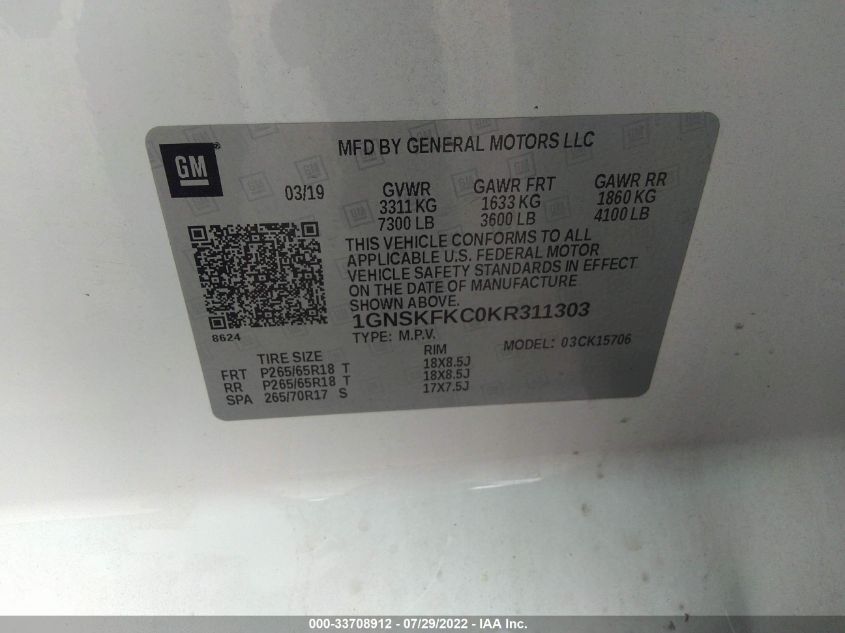 GM
MFD BY GENERAL MOTORS LLC
03/19
GVWR GAWR FRT GAWR RR
3311 KG 1633 KG 1860 KG
7300 LB 3600 LB 4100 LB
THIS VEHICLE CONFORMS TO ALL
APPLICABLE U.S. FEDERAL MOTOR
VEHICLE SAFETY STANDARDS IN EFFECT
ON THE DATE OF MANUFACTURE
SHOWN ABOVE.
1GNSKFKC0KR311303
8624
TYPE: M.P.V. MODEL: 03CK15706
TIRE SIZE RIM
FRT P265/65R18 T 18X8.5J
RR P265/65R18 T 18X8.5J
SPA 265/70R17 S 17X7.5J
000-33708912 - 07/29/2022 - IAA Inc.